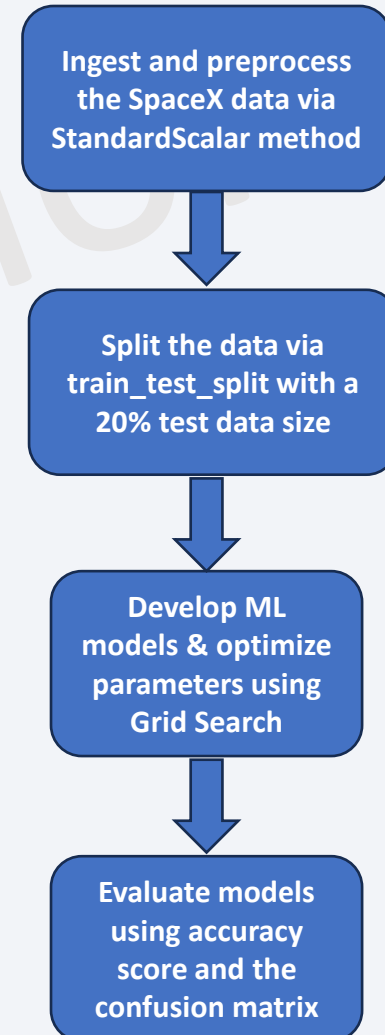 Ingest and preprocess
the SpaceX data via
StandardScalar method
Split the data via
train_test_split with a
20% test data size
Develop ML
models & optimize
parameters using
Grid Search
Evaluate models
using accuracy
score and the
confusion matrix